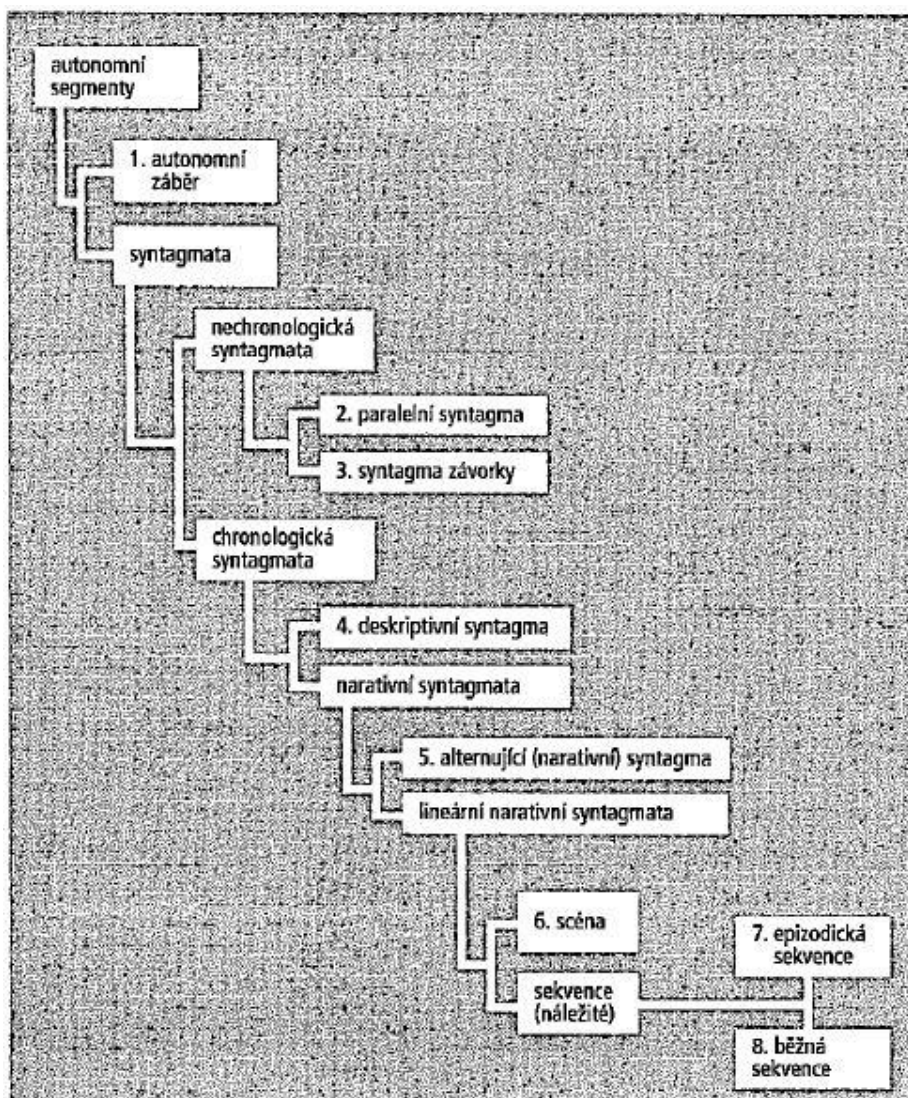 autonomní
segmenty
1. autonomní
záběr
syntagmata
nechronologická
syntagmata
2. paralelní syntagma
3. syntagma závorky
chronologická
syntagmata
4. deskriptivní syntagma
narativní syntagmata
5. alternující (narativní) syntagma
lineární narativní syntagmata
6. scéna
7. epizodická
sekvence
sekvence
(náležité)
8. běžná
sekvence